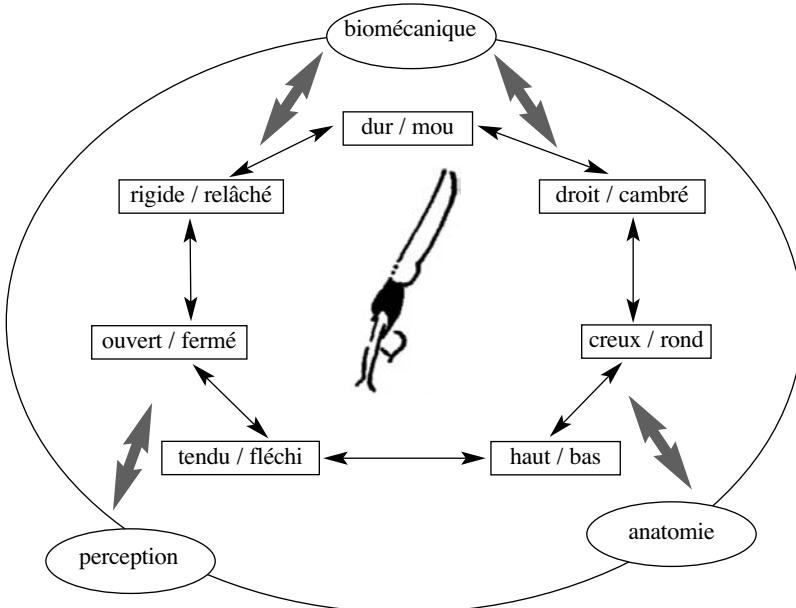 biomécanique
dur / mou
rigide / relâché
droit / cambré
ouvert / fermé
creux / rond
tendu / fléchi
haut / bas
perception
anatomie